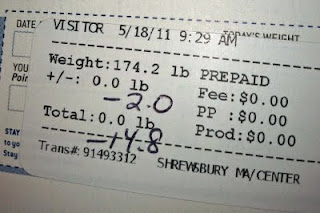 DATE
VISITOR 5/18/11 9:29 AM
TODAY'S WEIGHT
Weight:174.2 lb PREPAID
+/-: 0.0 lb Fee:$0.00
-2.0 PP :$0.00
Total:0.0 lb Prod:$0.00
-14.8
Trans#: 91493312 SHREWSBURY MA/CENTER
YOU
Poin
STAY
to yo
Stay